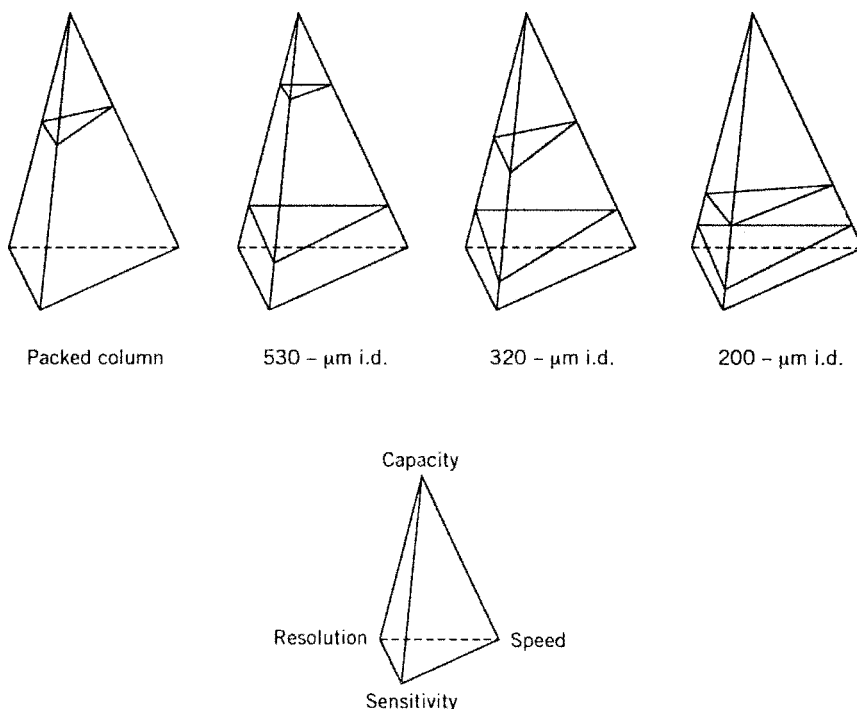 Packed column
530 – μm i.d.
320 – μm i.d.
200 – μm i.d.
Capacity
Resolution
Speed
Sensitivity